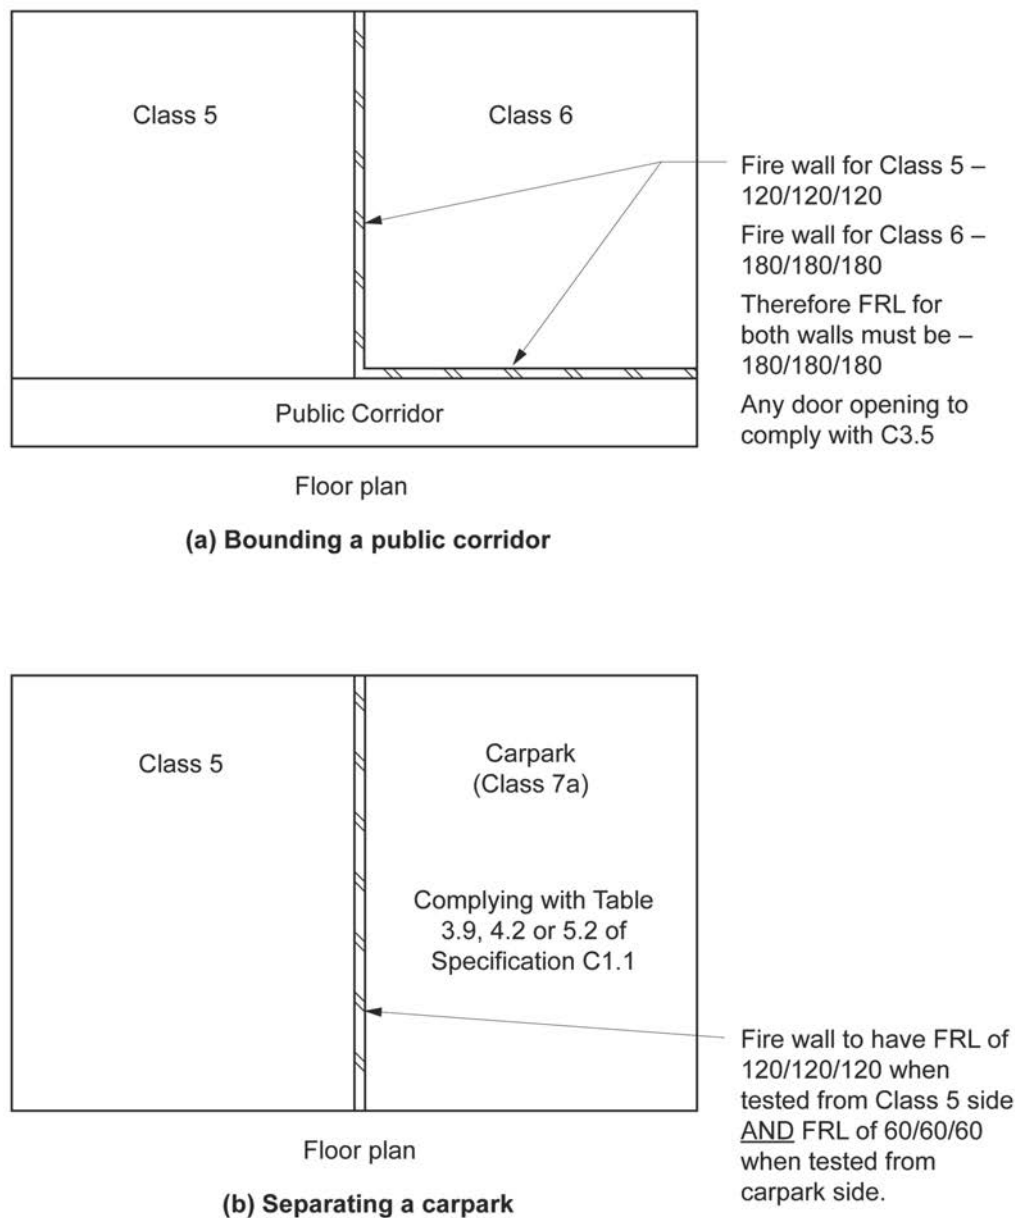 Class 5
Class 6
Fire wall for Class 5 –
120/120/120
Fire wall for Class 6 –
180/180/180
Therefore FRL for
both walls must be –
180/180/180
Any door opening to
comply with C3.5
Public Corridor
Floor plan
(a) Bounding a public corridor
Class 5
Carpark
(Class 7a)
Complying with Table
3.9, 4.2 or 5.2 of
Specification C1.1
Fire wall to have FRL of
120/120/120 when
tested from Class 5 side
AND FRL of 60/60/60
when tested from
carpark side.
Floor plan
(b) Separating a carpark